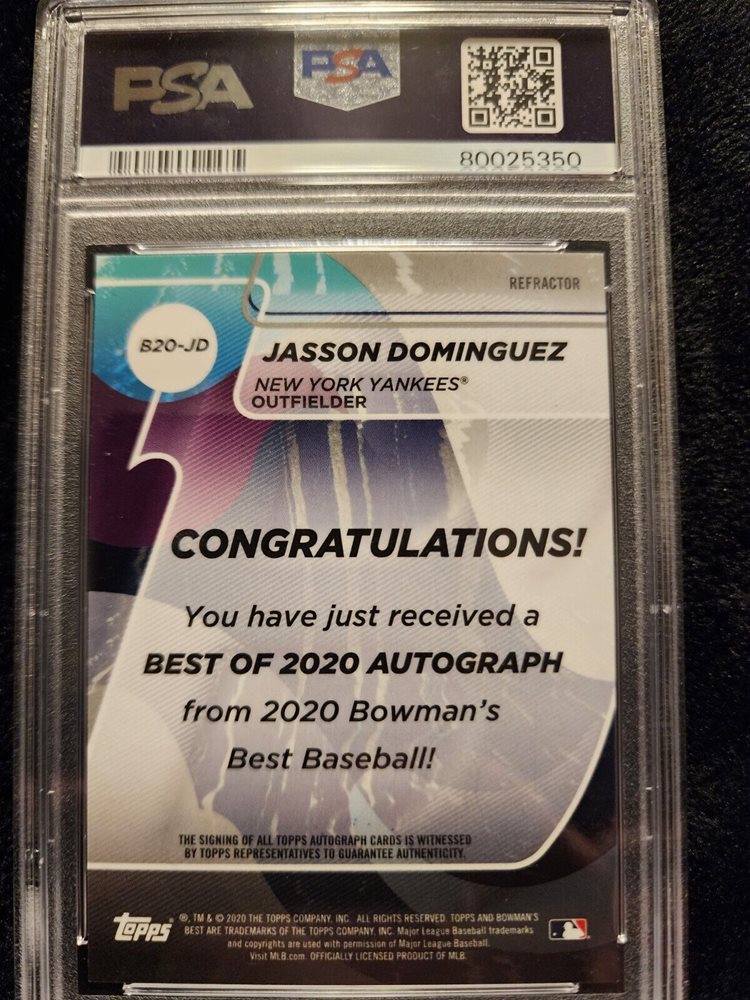 PSA PSA
80025350
REFRACTOR
B20-JD
JASSON DOMINGUEZ
NEW YORK YANKEES®
OUTFIELDER
CONGRATULATIONS!
You have just received a
BEST OF 2020 AUTOGRAPH
from 2020 Bowman's
Best Baseball!
THE SIGNING OF ALL TOPPS AUTOGRAPH CARDS IS WITNESSED
BY TOPPS REPRESENTATIVES TO GUARANTEE AUTHENTICITY.
topps
®, TM & © 2020 THE TOPPS COMPANY, INC. ALL RIGHTS RESERVED. TOPPS AND BOWMAN'S
BEST ARE TRADEMARKS OF THE TOPPS COMPANY, INC. Major League Baseball trademarks
and copyrights are used with permission of Major League Baseball.
Visit MLB.com. OFFICIALLY LICENSED PRODUCT OF MLB.